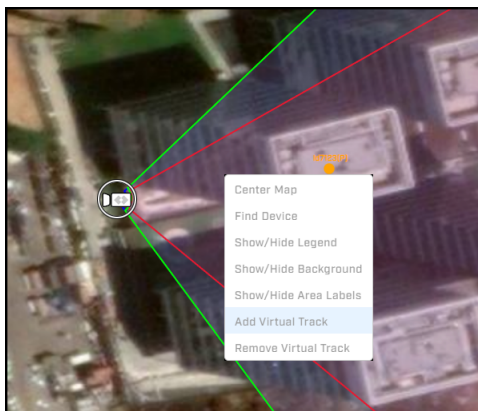 Center Map
Find Device
Show/Hide Legend
Show/Hide Background
Show/Hide Area Labels
Add Virtual Track
Remove Virtual Track